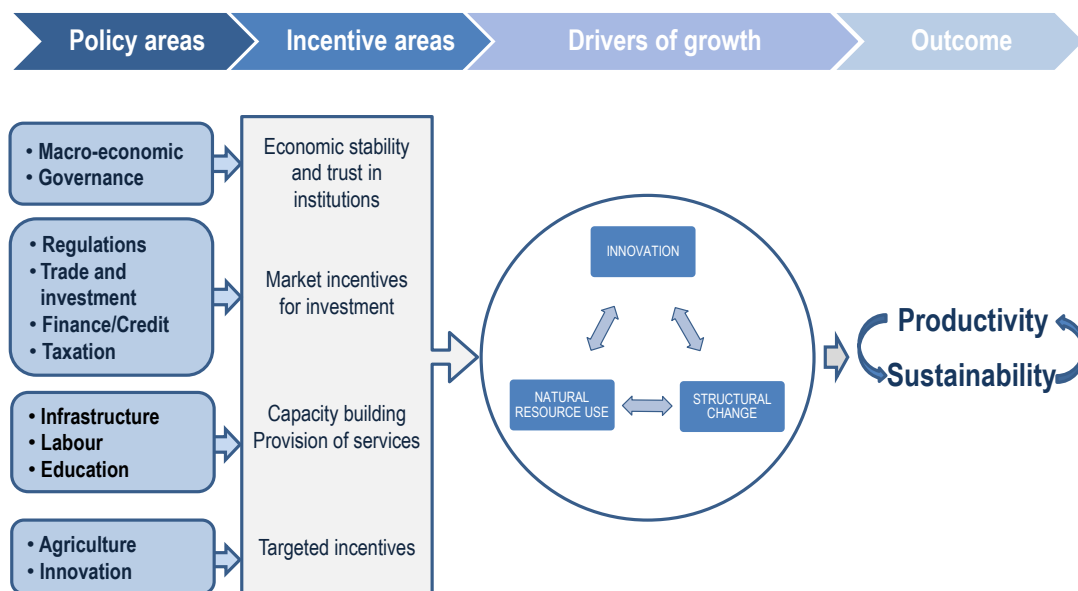 Policy areas
Incentive areas
Drivers of growth
Outcome
• Macro-economic
• Governance
Economic stability
and trust in
institutions
• Regulations
• Trade and
investment
• Finance/Credit
• Taxation
Market incentives
for investment
• Infrastructure
• Labour
• Education
Capacity building
Provision of services
• Agriculture
• Innovation
Targeted incentives
INNOVATION
NATURAL
RESOURCE USE
STRUCTURAL
CHANGE
Productivity
Sustainability